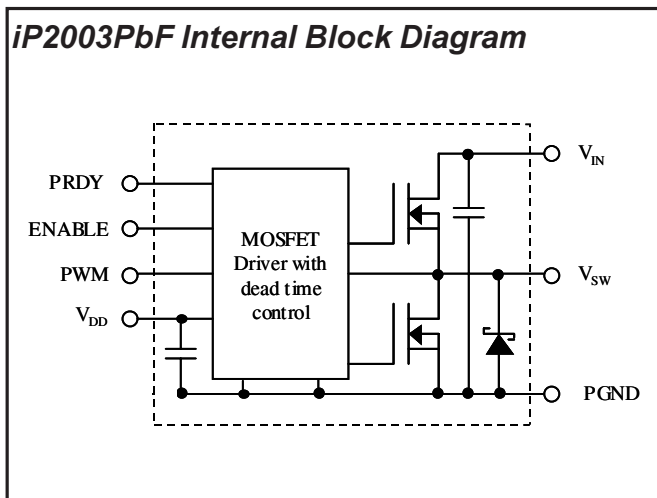 iP2003PbF Internal Block Diagram
PRDY
ENABLE
PWM
VDD
MOSFET
Driver with
dead time
control
VIN
VSW
PGND